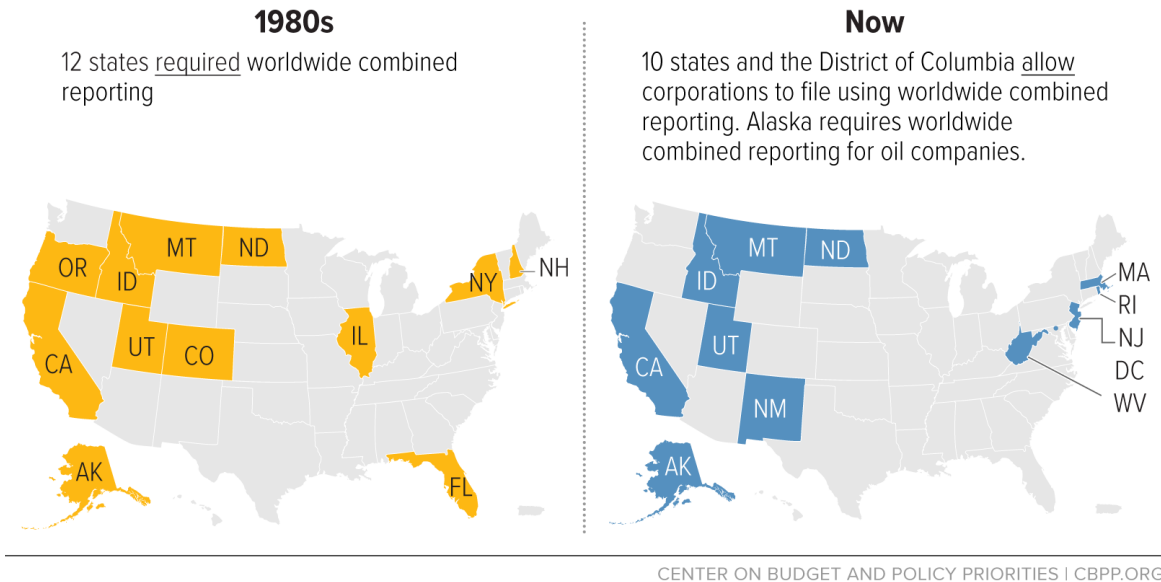 1980s
12 states required worldwide combined
reporting
MT
ND
OR
ID
NY
NH
IL
UT
CO
CA
AK
FL
Now
10 states and the District of Columbia allow
corporations to file using worldwide combined
reporting. Alaska requires worldwide
combined reporting for oil companies.
MT
ND
MA
ID
RI
NJ
UT
CA
DC
WV
NM
AK
CENTER ON BUDGET AND POLICY PRIORITIES | CBPP.ORG